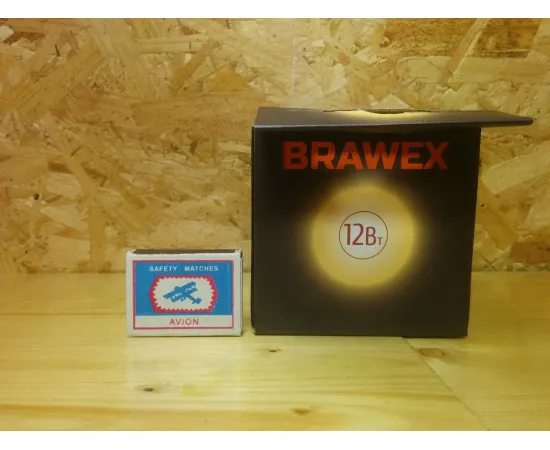 BRAWEX
12Вт
SAFETY MATCHES
AVION